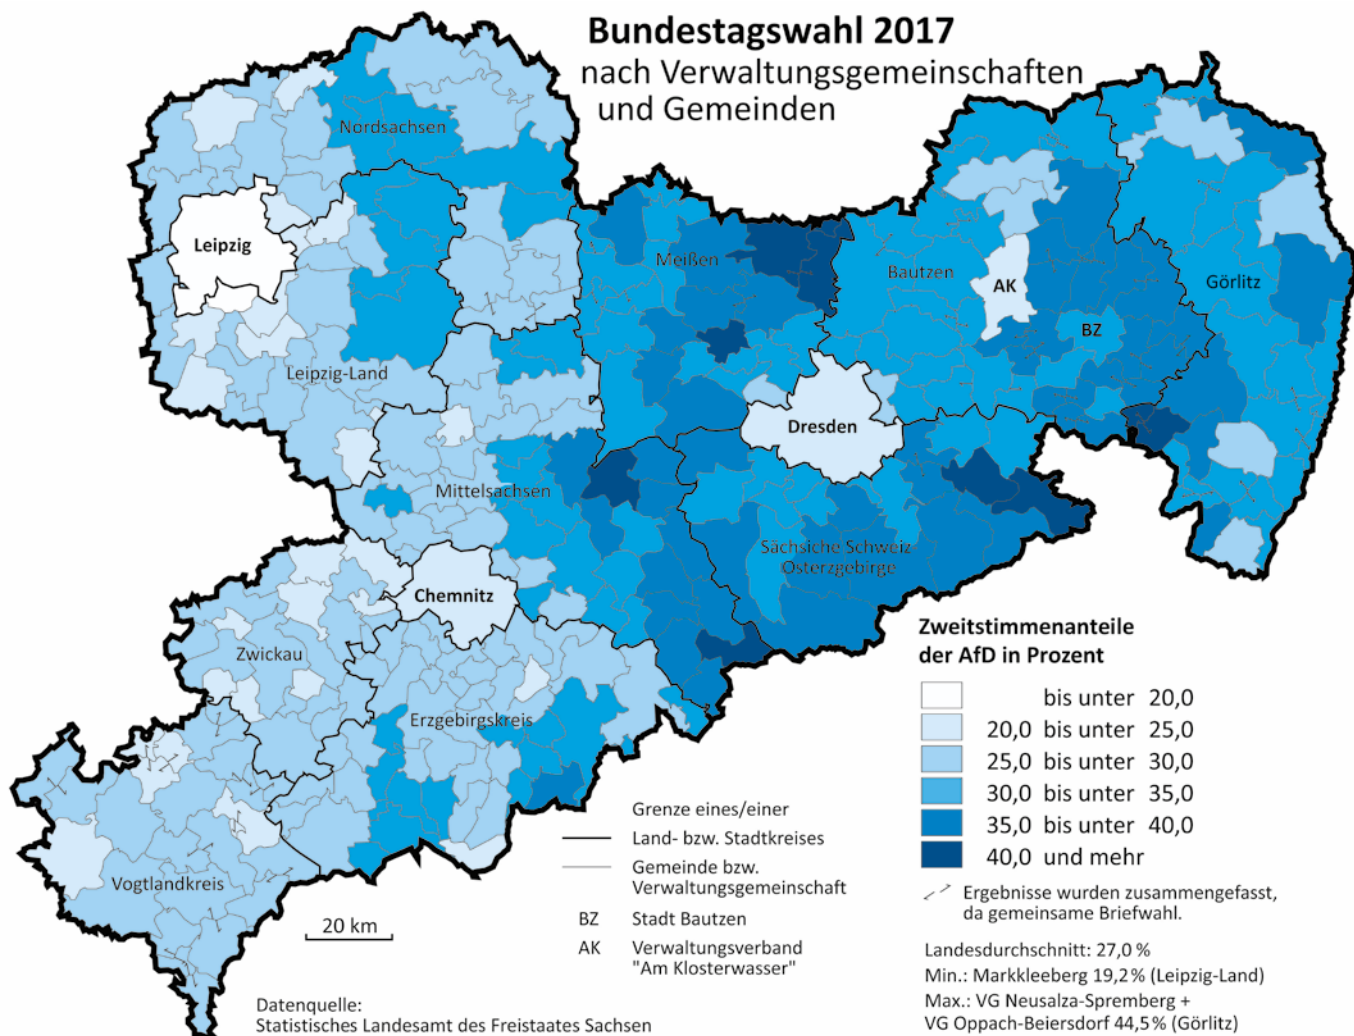 Bundestagswahl 2017
nach Verwaltungsgemeinschaften
und Gemeinden
Nordsachsen
Leipzig
Meißen
Bautzen
AK
Görlitz
BZ
Leipzig-Land
Dresden
Mittelsachsen
Sächsiche Schweiz-
Osterzgebirge
Chemnitz
Zwickau
Erzgebirgskreis
Vogtlandkreis
Zweitstimmenanteile
der AfD in Prozent
bis unter 20,0
20,0 bis unter 25,0
25,0 bis unter 30,0
30,0 bis unter 35,0
35,0 bis unter 40,0
40,0 und mehr
Ergebnisse wurden zusammengefasst,
da gemeinsame Briefwahl.
Landesdurchschnitt: 27,0 %
Min.: Markkleeberg 19,2% (Leipzig-Land)
Max.: VG Neusalza-Spremberg +
VG Oppach-Beiersdorf 44,5% (Görlitz)
Grenze eines/einer
Land- bzw. Stadtkreises
Gemeinde bzw.
Verwaltungsgemeinschaft
BZ Stadt Bautzen
AK Verwaltungsverband
"Am Klosterwasser"
20 km
Datenquelle:
Statistisches Landesamt des Freistaates Sachsen